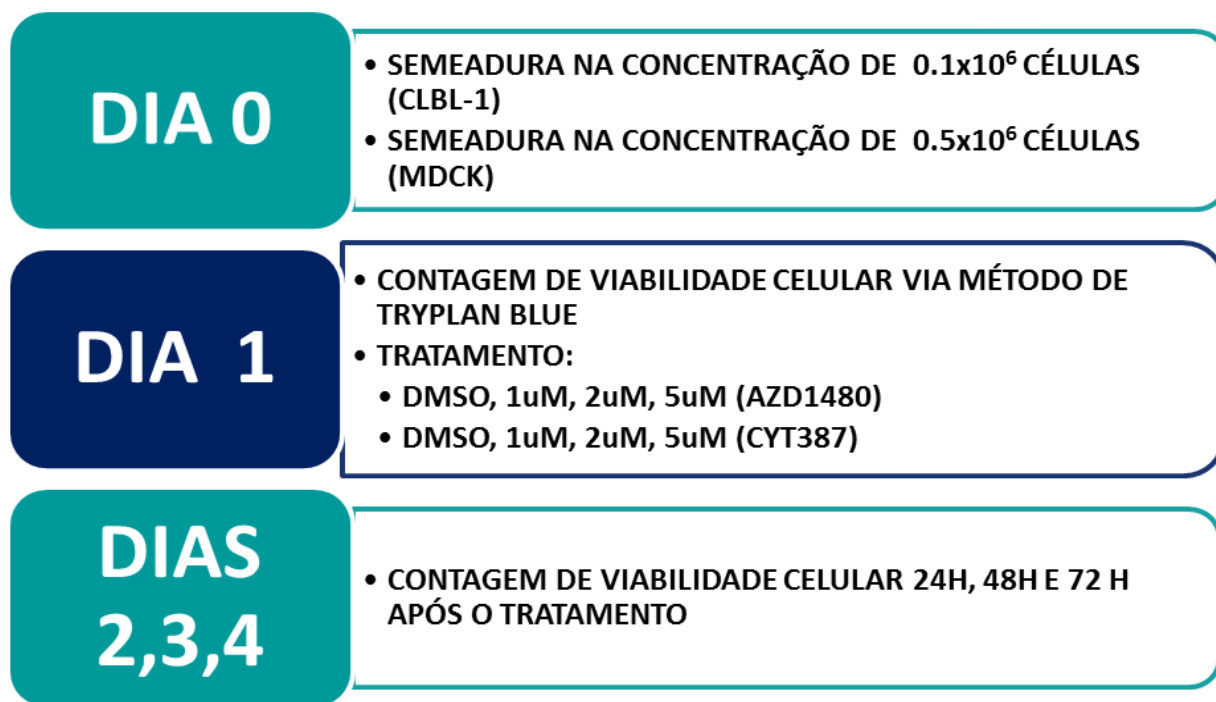 DIA 0
• SEMEADURA NA CONCENTRAÇÃO DE 0.1x10⁶ CÉLULAS
(CLBL-1)
• SEMEADURA NA CONCENTRAÇÃO DE 0.5x10⁶ CÉLULAS
(MDCK)
DIA 1
• CONTAGEM DE VIABILIDADE CELULAR VIA MÉTODO DE
TRYPLAN BLUE
• TRATAMENTO:
• DMSO, 1uM, 2uM, 5uM (AZD1480)
• DMSO, 1uM, 2uM, 5uM (CYT387)
DIAS
2,3,4
• CONTAGEM DE VIABILIDADE CELULAR 24H, 48H E 72 H
APÓS O TRATAMENTO